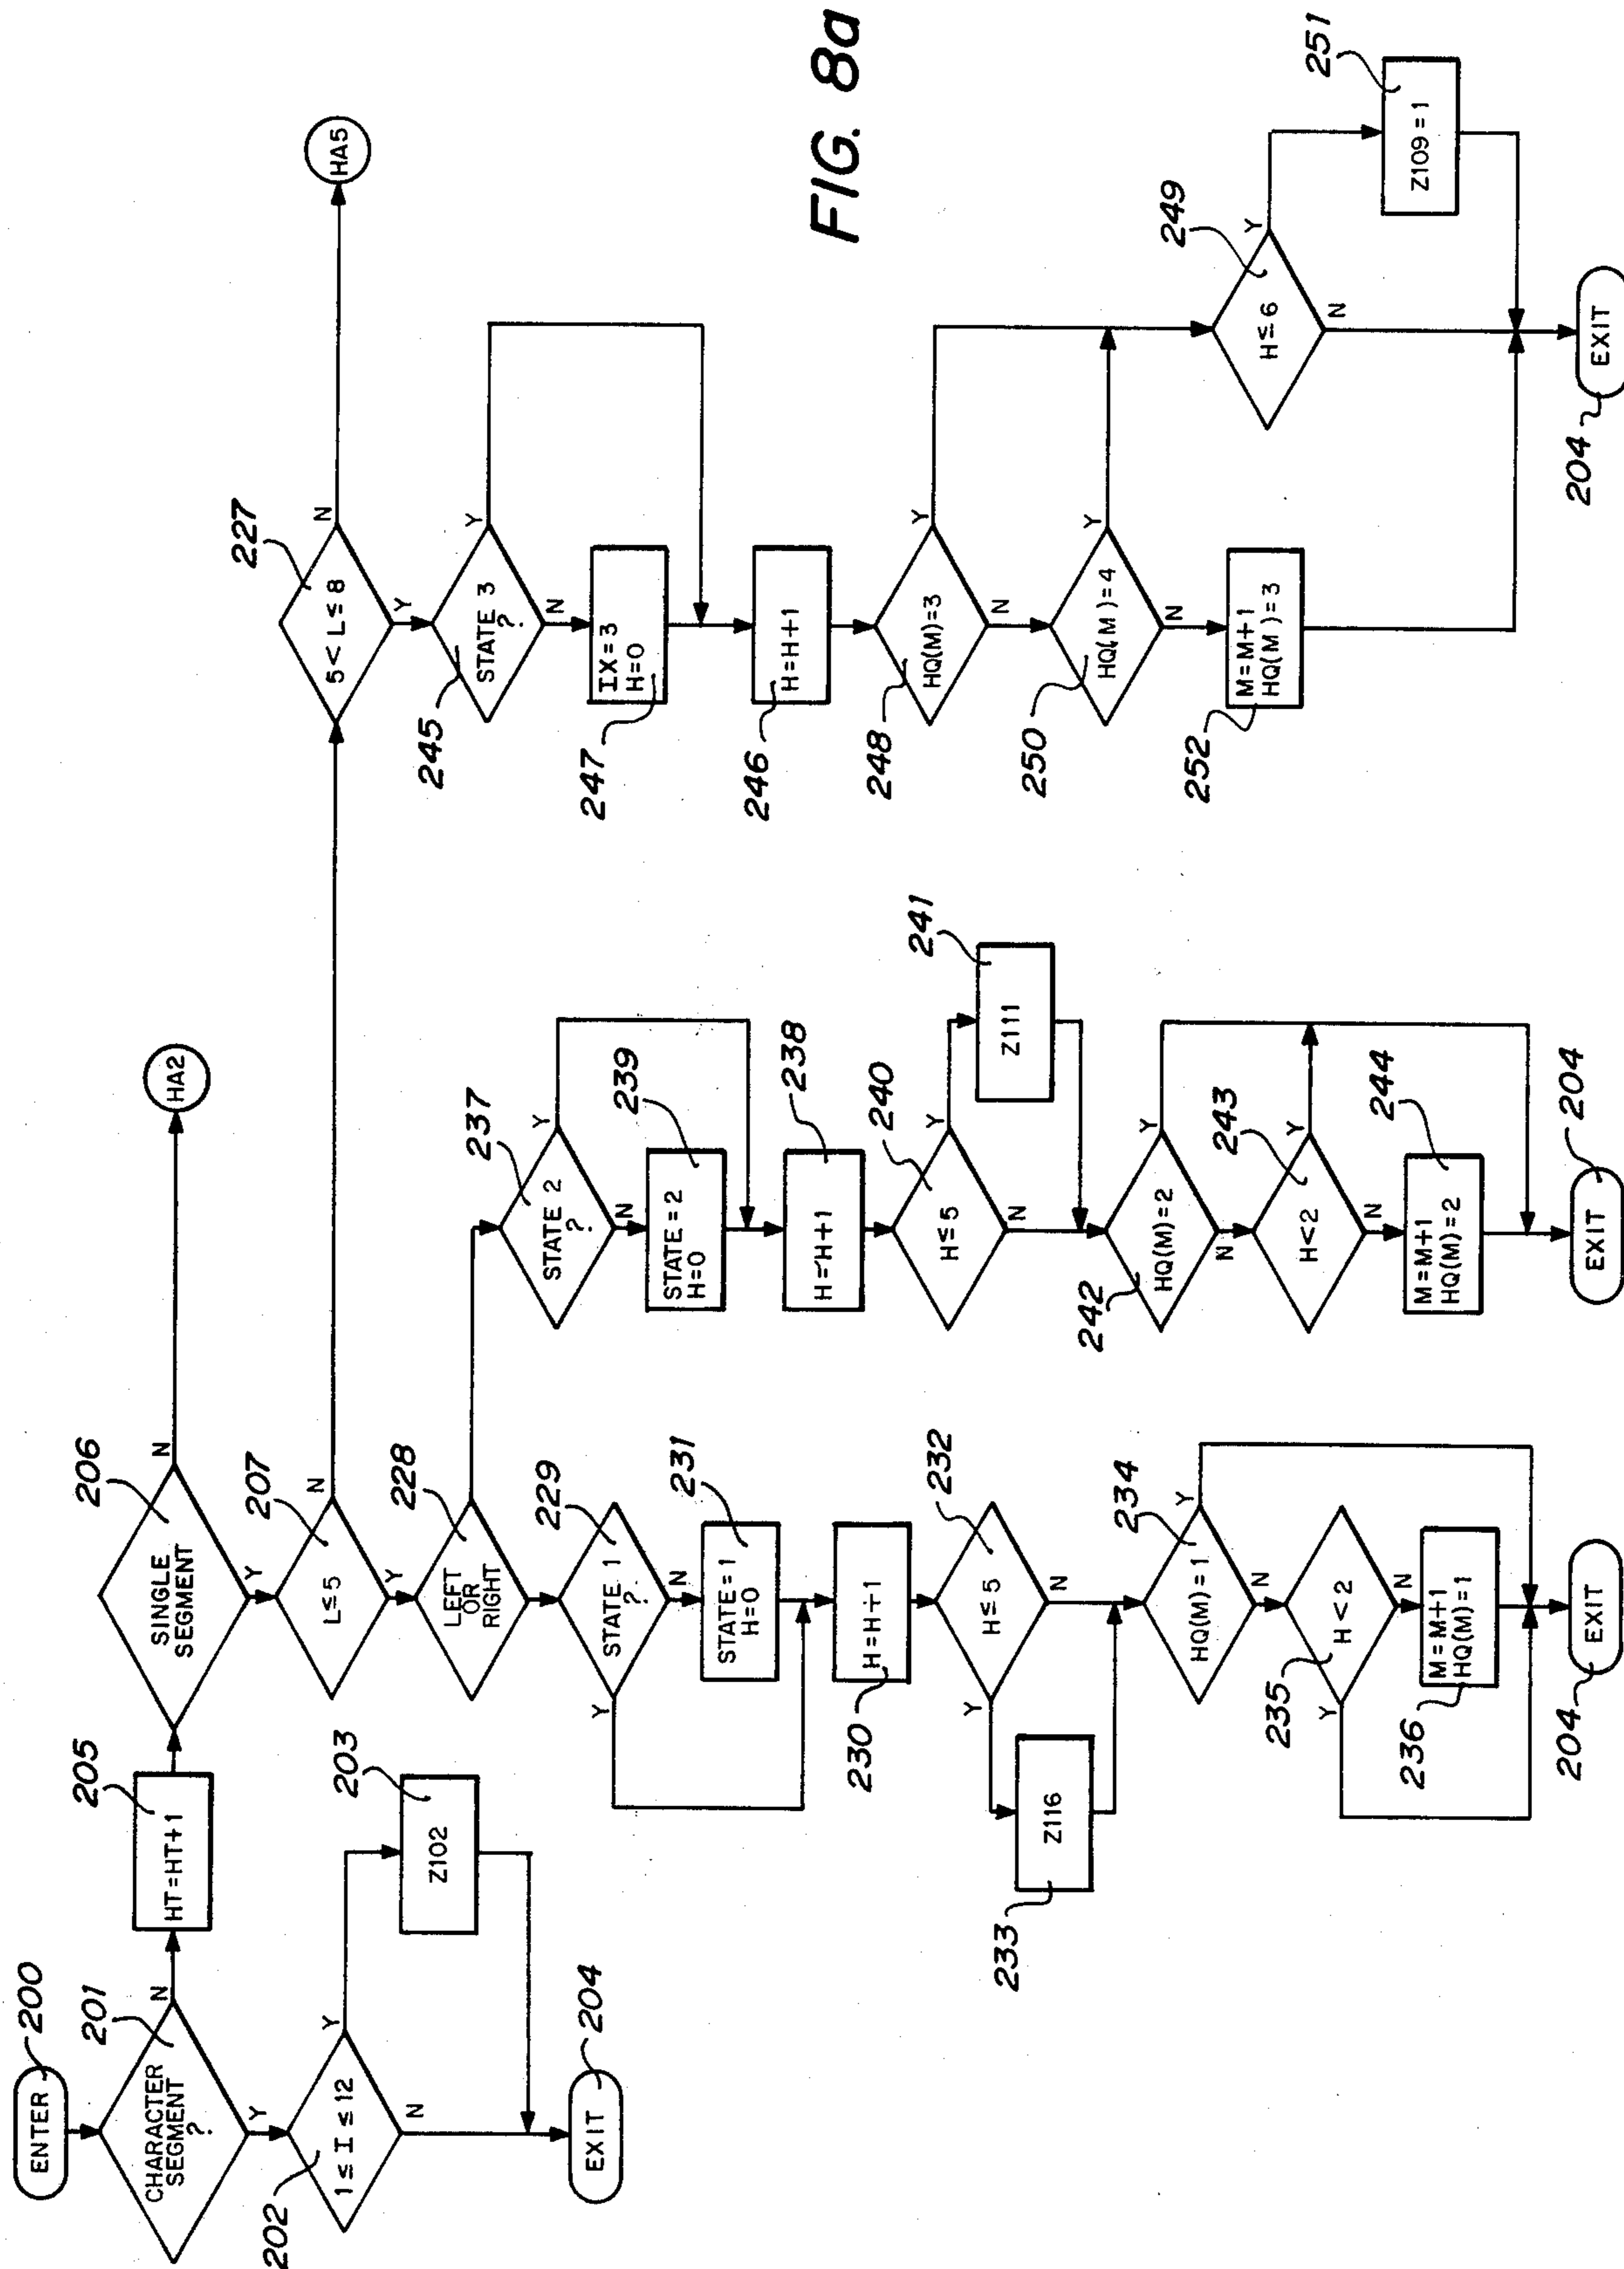 ENTER
200
CHARACTER
SEGMENT
?
201
N
Y
HT=HT+1
205
SINGLE
SEGMENT
206
N
Y
HA2
1 ≤ I ≤ 12
202
Y
N
Z102
203
EXIT
204
L≤5
207
N
Y
LEFT
OR
RIGHT
228
STATE 1
?
229
Y
N
STATE=1
H=0
231
H=H+1
230
H≤5
232
Y
N
Z116
233
HQ(M)=1
234
Y
N
H<2
235
Y
N
M=M+1
HQ(M)=1
236
EXIT
204
STATE 2
?
237
Y
N
STATE=2
H=0
239
H=H+1
238
H≤5
240
Y
N
Z111
241
HQ(M)=2
242
Y
N
H<2
243
Y
N
M=M+1
HQ(M)=2
244
EXIT
204
5<L≤8
227
N
Y
HA5
STATE 3
?
245
Y
N
IX=3
H=0
247
H=H+1
246
HQ(M)=3
248
Y
N
HQ(M)=4
250
Y
N
M=M+1
HQ(M)=3
252
H≤6
249
Y
N
Z109=1
251
EXIT
204
FIG. 8a